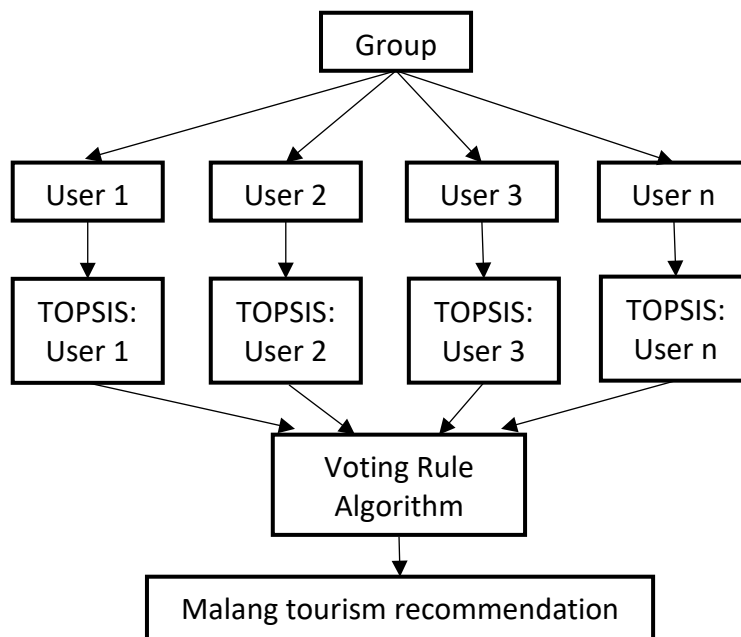 Group
User 1
User 2
User 3
User n
TOPSIS:
User 1
TOPSIS:
User 2
TOPSIS:
User 3
TOPSIS:
User n
Voting Rule
Algorithm
Malang tourism recommendation